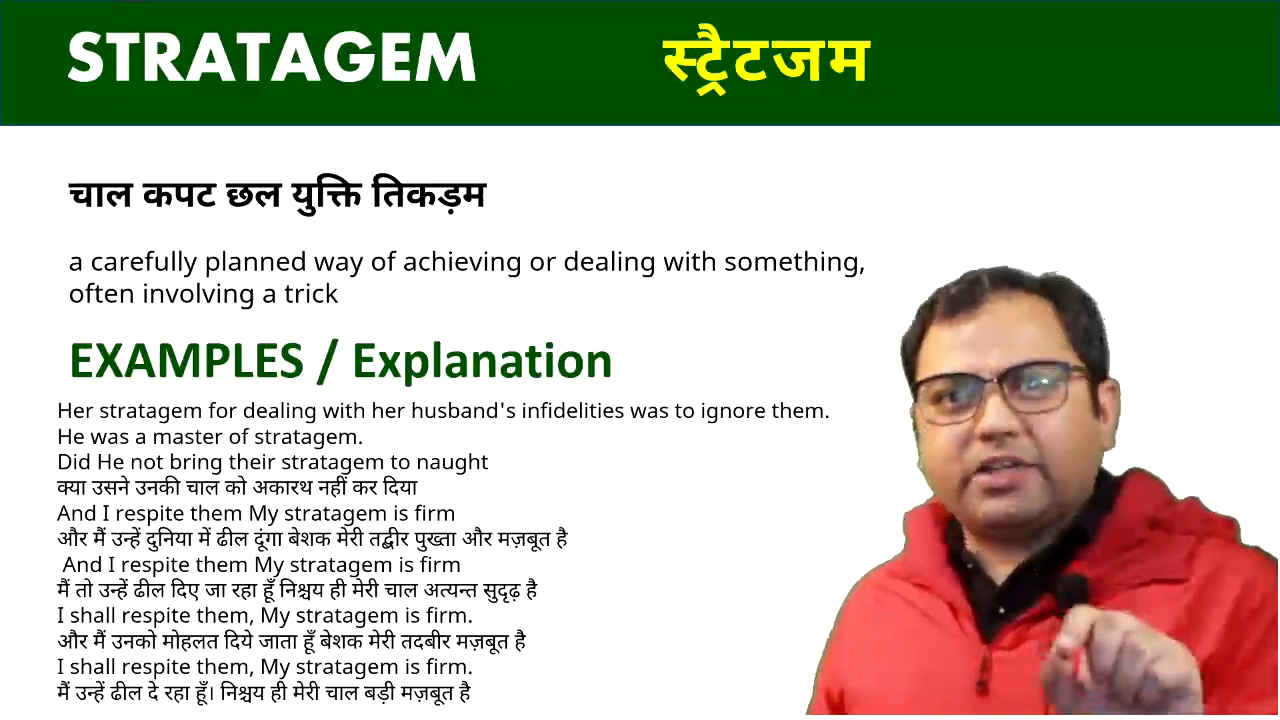 STRATAGEM स्ट्रैटजम
चाल कपट छल युक्ति तिकड़म
a carefully planned way of achieving or dealing with something,
often involving a trick
EXAMPLES / Explanation
Her stratagem for dealing with her husband's infidelities was to ignore them.
He was a master of stratagem.
Did He not bring their stratagem to naught
क्या उसने उनकी चाल को अकारथ नहीं कर दिया
And I respite them My stratagem is firm
और मैं उन्हें दुनिया में ढील दूंगा बेशक मेरी तद्बीर पुख्ता और मज़बूत है
And I respite them My stratagem is firm
मैं तो उन्हें ढील दिए जा रहा हूँ निश्चय ही मेरी चाल अत्यन्त सुदृढ़ है
I shall respite them, My stratagem is firm.
और मैं उनको मोहलत दिये जाता हूँ बेशक मेरी तदबीर मज़बूत है
I shall respite them, My stratagem is firm.
मैं उन्हें ढील दे रहा हूँ। निश्चय ही मेरी चाल बड़ी मज़बूत है